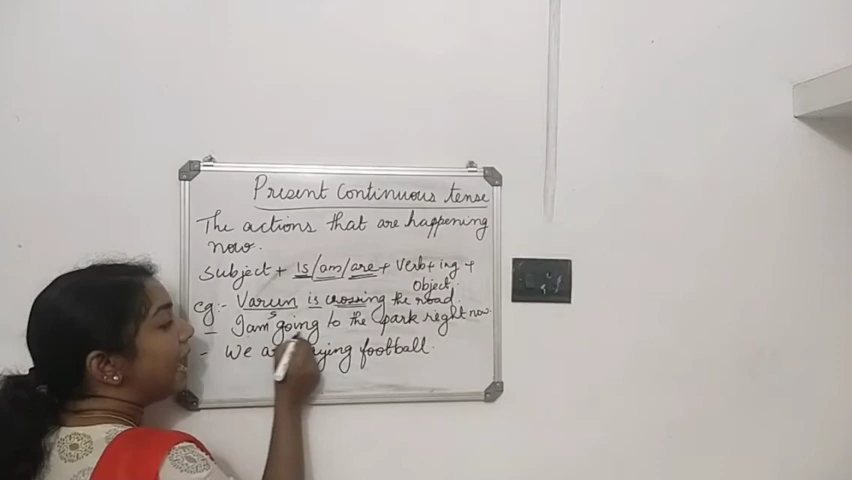 Present Continuous tense
The actions that are happening
now.
Subject + is/am/are + verb + ing +
Object.
eg:- Varun is crossing the road.
s
- I am going to the park right now.
- We football.